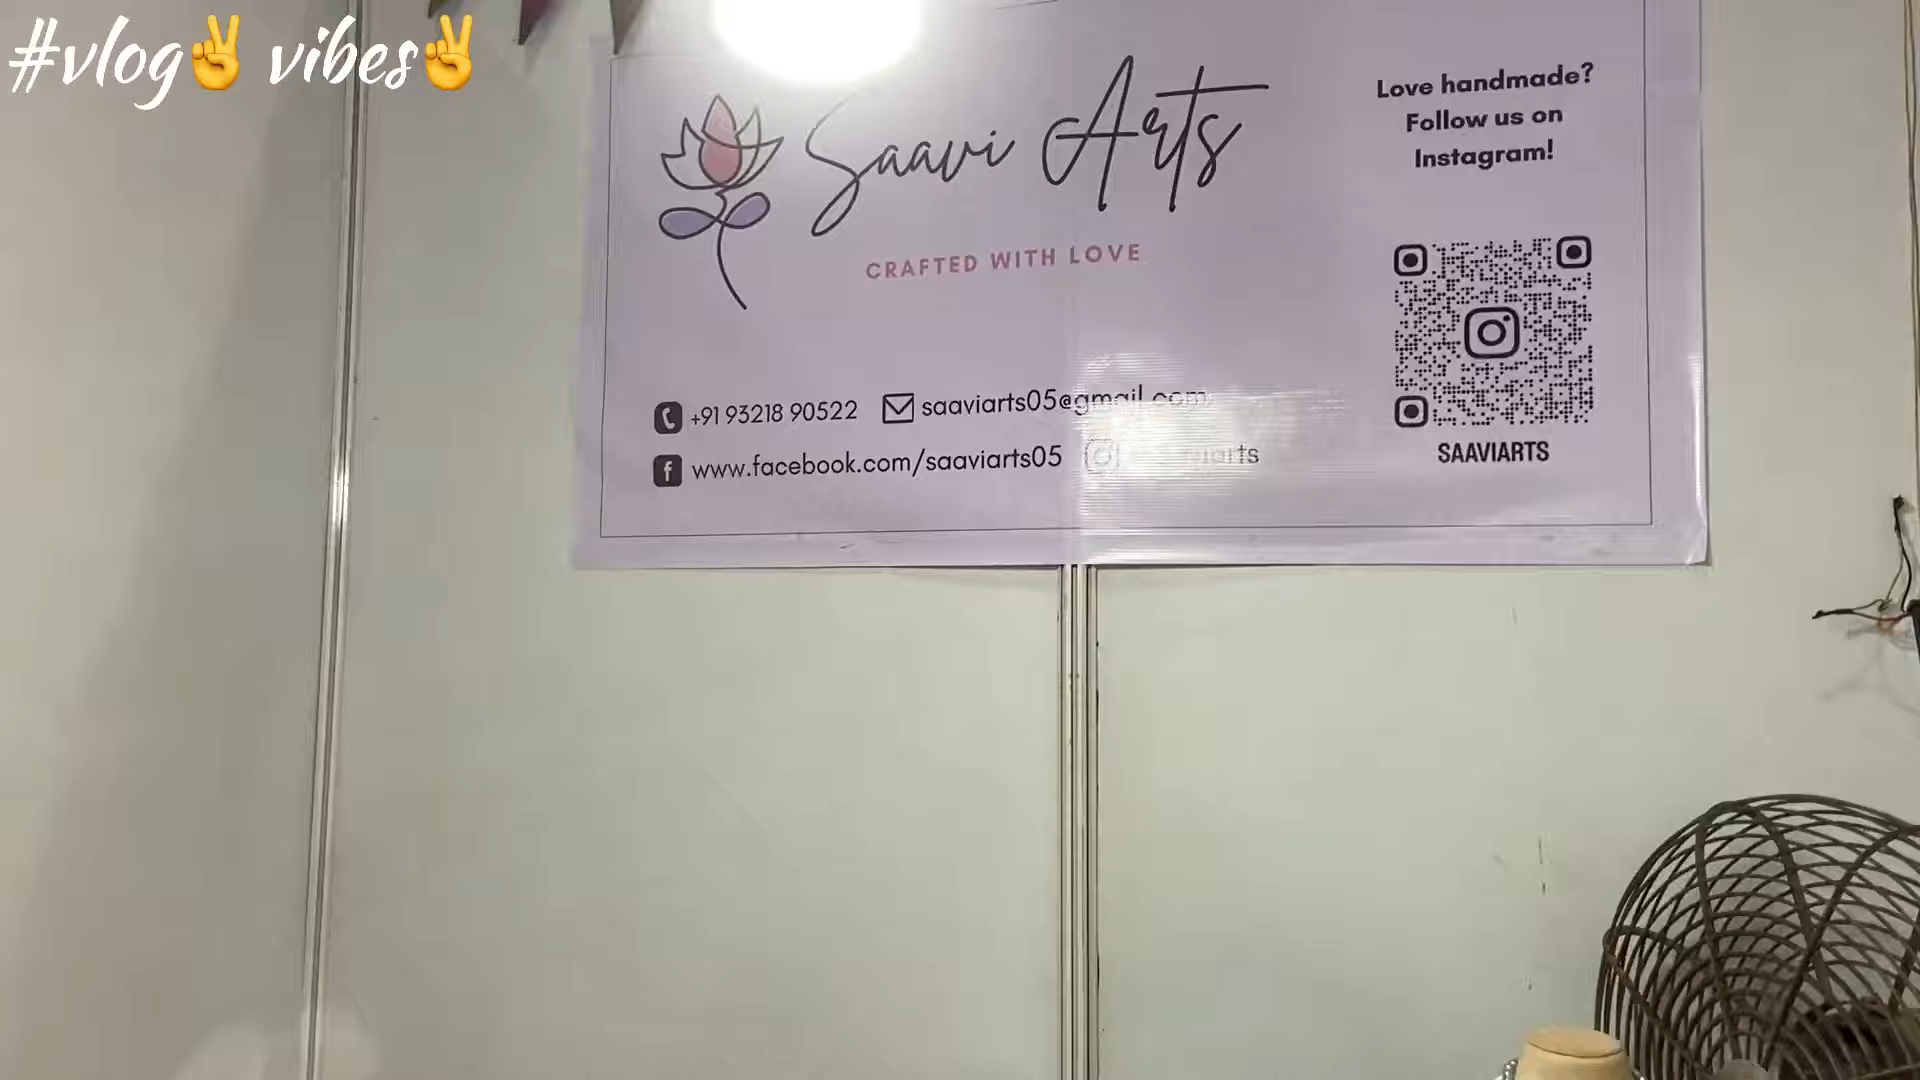 #vlog✌ vibes✌
Saavi Arts
CRAFTED WITH LOVE
Love handmade?
Follow us on
Instagram!
SAAVIARTS
+91 93218 90522 saaviarts05@gmail.com
www.facebook.com/saaviarts05